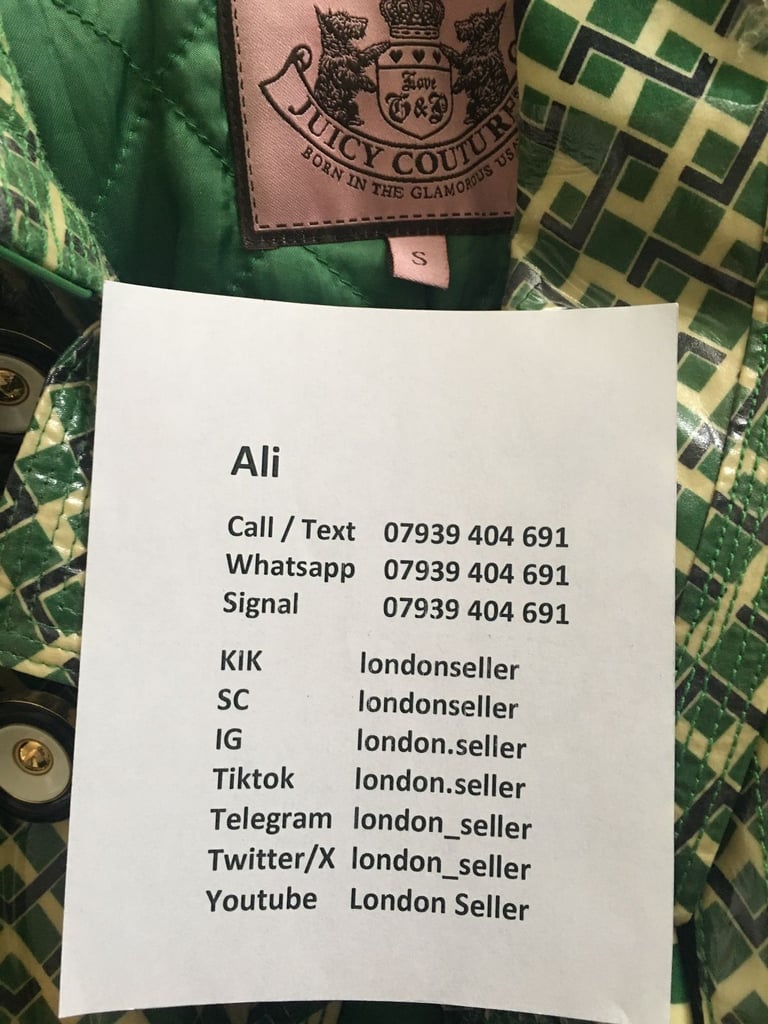 Love
G & P
JUICY COUTURE
BORN IN THE GLAMOROUS USA
S
Ali
Call / Text 07939 404 691
Whatsapp 07939 404 691
Signal 07939 404 691
KiK londonseller
SC londonseller
IG london.seller
Tiktok london.seller
Telegram london_seller
Twitter/X london_seller
Youtube London Seller